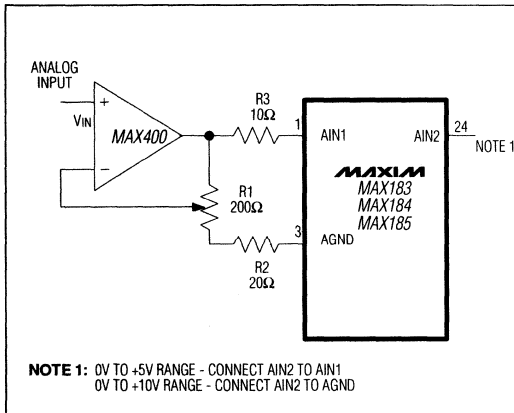 ANALOG
INPUT
VIN
+
−
MAX400
R3
10Ω
R1
200Ω
R2
20Ω
1
AIN1
3
AGND
AIN2
24
NOTE 1
MAXIM
MAX183
MAX184
MAX185
NOTE 1: 0V TO +5V RANGE - CONNECT AIN2 TO AIN1
0V TO +10V RANGE - CONNECT AIN2 TO AGND